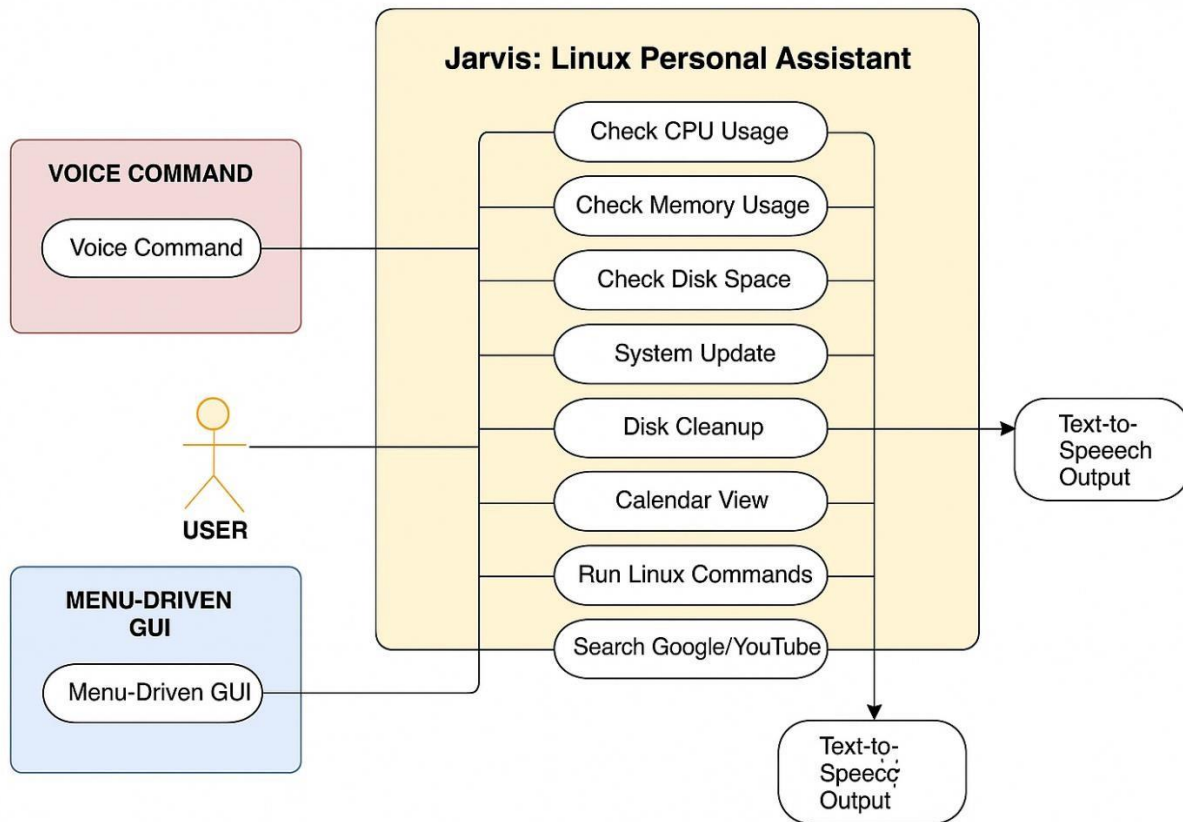 Jarvis: Linux Personal Assistant
VOICE COMMAND
Voice Command
USER
MENU-DRIVEN
GUI
Menu-Driven GUI
Check CPU Usage
Check Memory Usage
Check Disk Space
System Update
Disk Cleanup
Calendar View
Run Linux Commands
Search Google/YouTube
Text-to-
Speeech
Output
Text-to-
Output